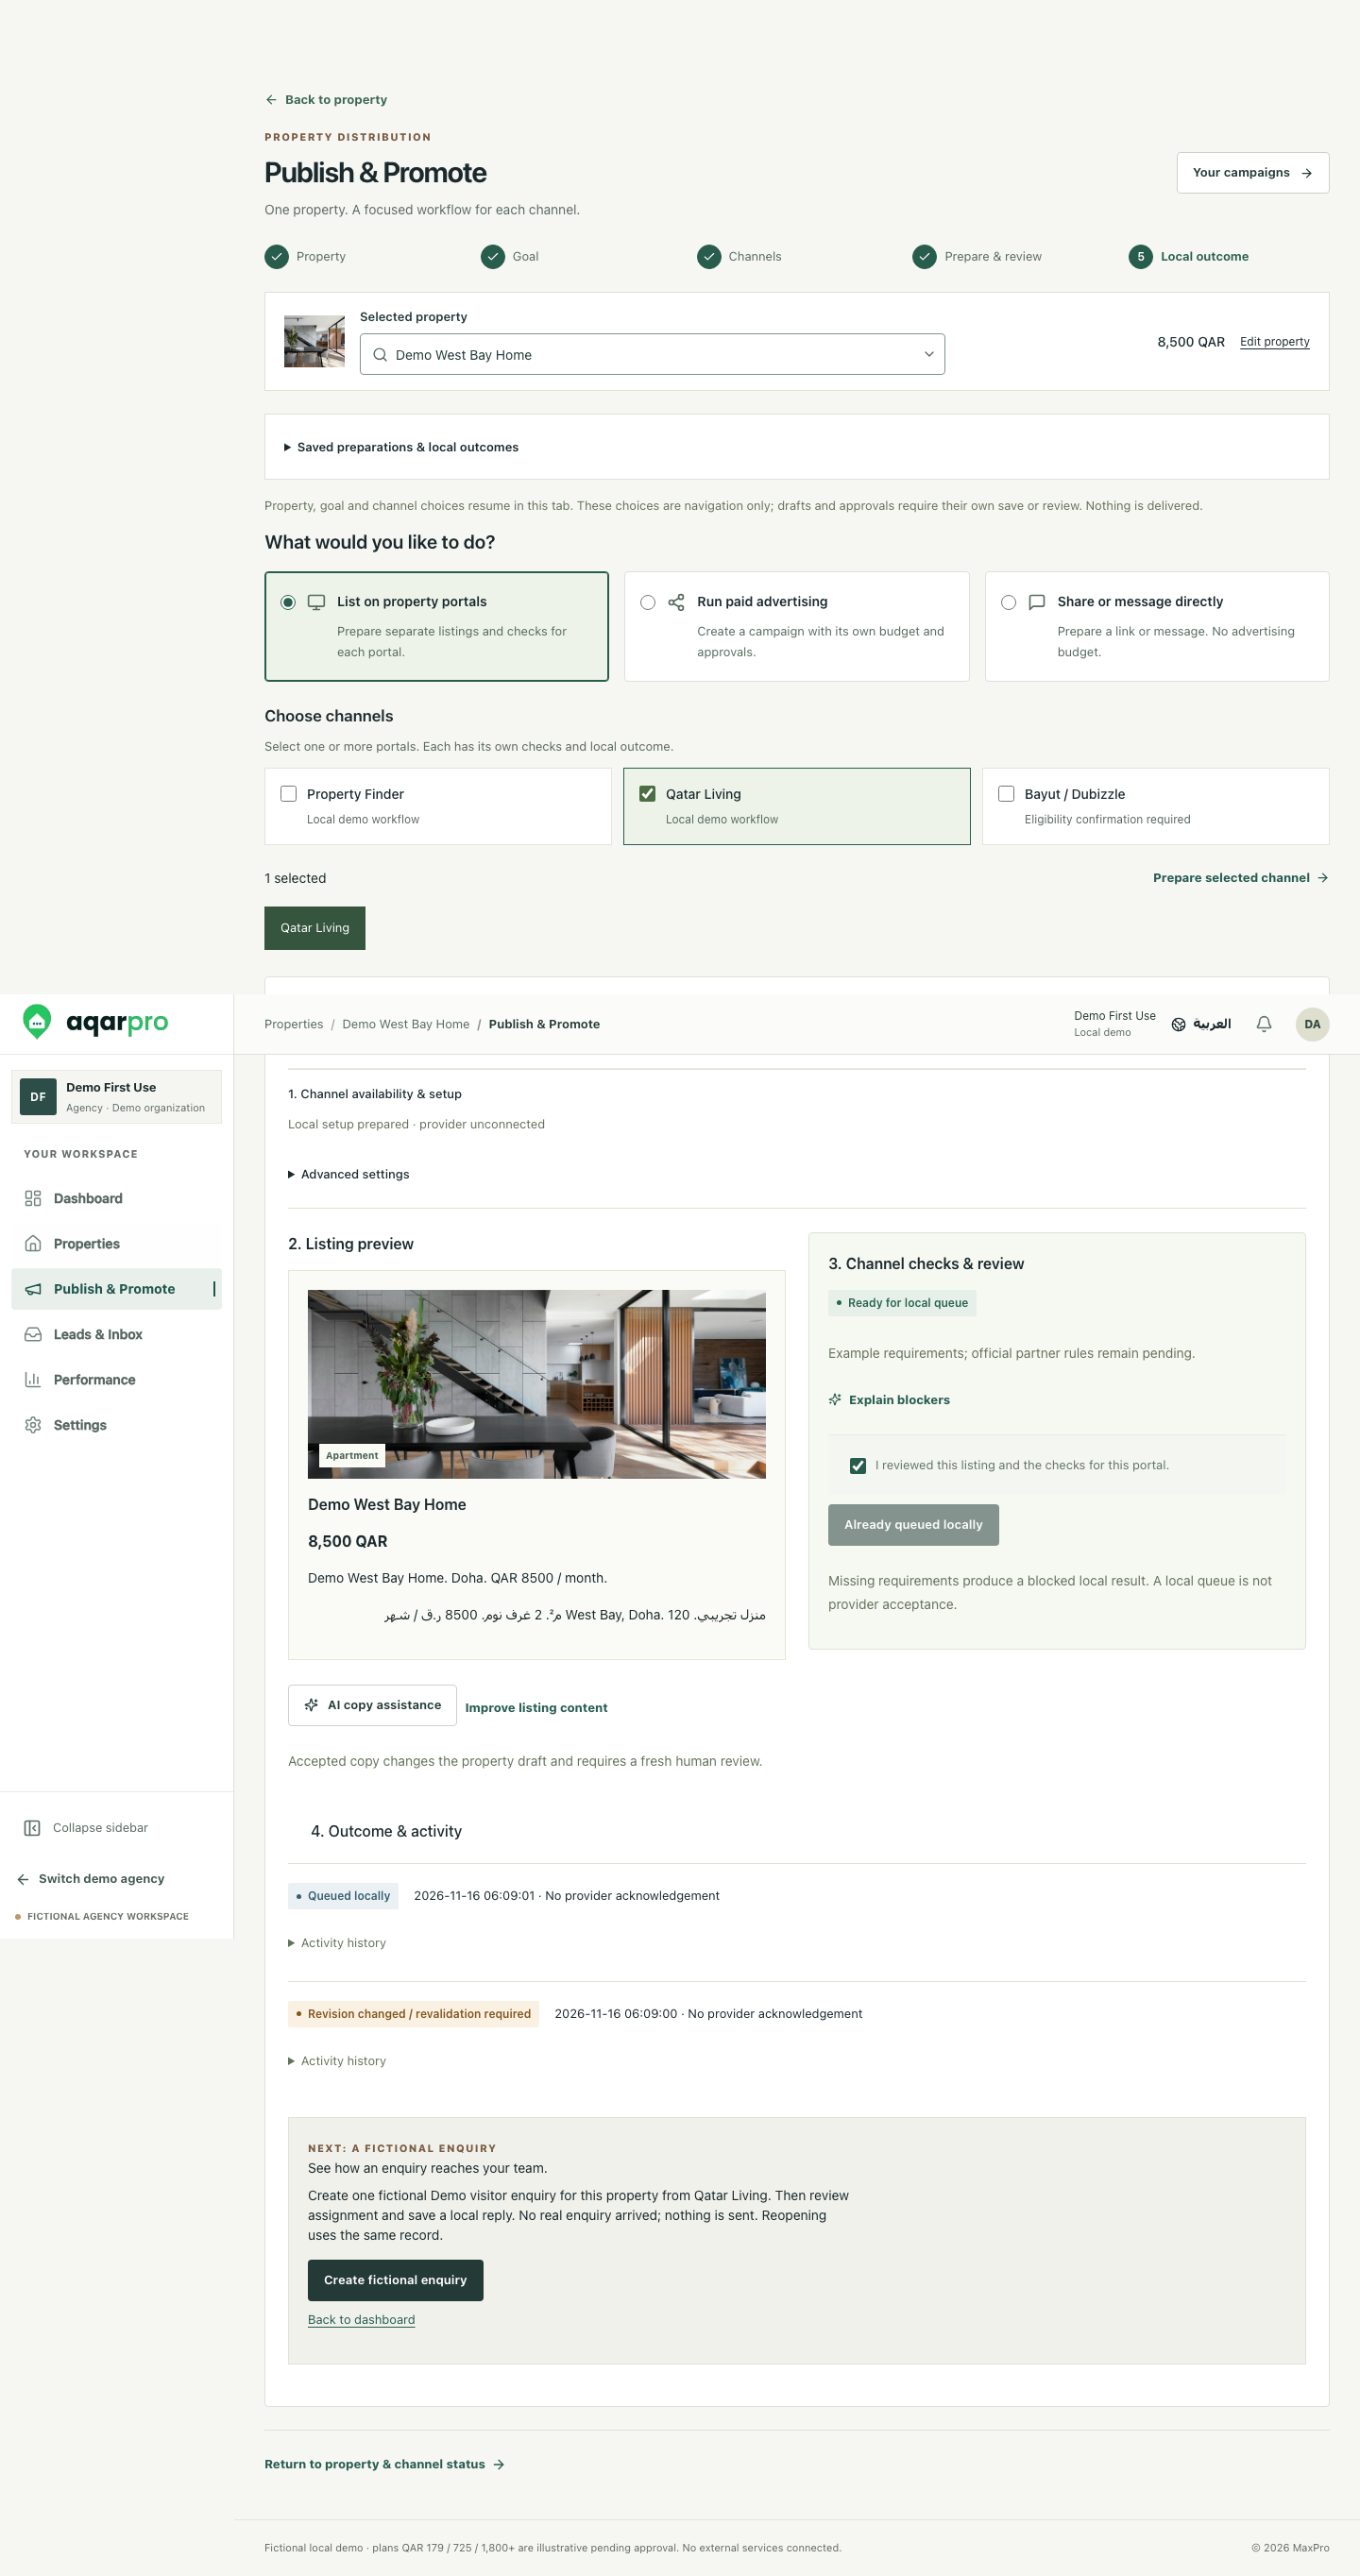 Back to property
PROPERTY DISTRIBUTION
Publish & Promote
Your campaigns
One property. A focused workflow for each channel.
Property
Goal
Channels
Prepare & review
5 Local outcome
Selected property
Demo West Bay Home
8,500 QAR
Edit property
Saved preparations & local outcomes
Property, goal and channel choices resume in this tab. These choices are navigation only; drafts and approvals require their own save or review. Nothing is delivered.
What would you like to do?
List on property portals
Prepare separate listings and checks for
each portal.
Run paid advertising
Create a campaign with its own budget and
approvals.
Share or message directly
Prepare a link or message. No advertising
budget.
Choose channels
Select one or more portals. Each has its own checks and local outcome.
Property Finder
Local demo workflow
Qatar Living
Local demo workflow
Bayut / Dubizzle
Eligibility confirmation required
1 selected
Prepare selected channel
Qatar Living
aqarpro
Properties / Demo West Bay Home / Publish & Promote
Demo First Use
Local demo
العربية
DA
DF
Demo First Use
Agency · Demo organization
YOUR WORKSPACE
Dashboard
Properties
Publish & Promote
Leads & Inbox
Performance
Settings
Collapse sidebar
Switch demo agency
FICTIONAL AGENCY WORKSPACE
1. Channel availability & setup
Local setup prepared · provider unconnected
Advanced settings
2. Listing preview
Apartment
Demo West Bay Home
8,500 QAR
Demo West Bay Home. Doha. QAR 8500 / month.
منزل تجريبي. West Bay, Doha. 120 م². 2 غرف نوم. 8500 ر.ق / شهر
3. Channel checks & review
Ready for local queue
Example requirements; official partner rules remain pending.
Explain blockers
I reviewed this listing and the checks for this portal.
Already queued locally
Missing requirements produce a blocked local result. A local queue is not
provider acceptance.
AI copy assistance
Improve listing content
Accepted copy changes the property draft and requires a fresh human review.
4. Outcome & activity
Queued locally
2026-11-16 06:09:01 · No provider acknowledgement
Activity history
Revision changed / revalidation required
2026-11-16 06:09:00 · No provider acknowledgement
Activity history
NEXT: A FICTIONAL ENQUIRY
See how an enquiry reaches your team.
Create one fictional Demo visitor enquiry for this property from Qatar Living. Then review
assignment and save a local reply. No real enquiry arrived; nothing is sent. Reopening
uses the same record.
Create fictional enquiry
Back to dashboard
Return to property & channel status
Fictional local demo · plans QAR 179 / 725 / 1,800+ are illustrative pending approval. No external services connected.
© 2026 MaxPro